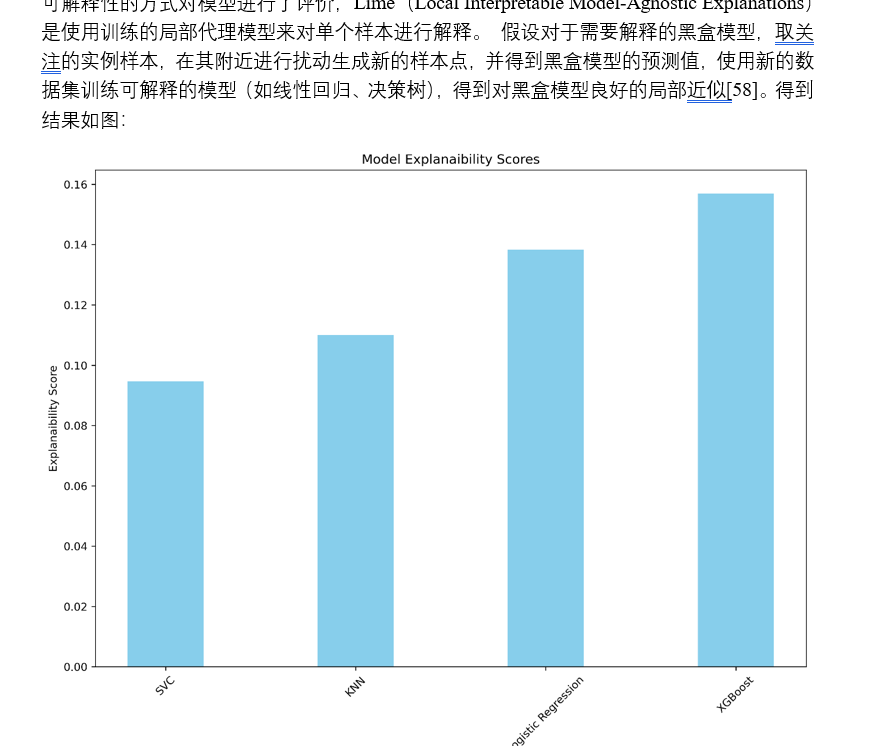 可解释性的方式对模型进行了评价，Lime（Local Interpretable Model-Agnostic Explanations）
是使用训练的局部代理模型来对单个样本进行解释。 假设对于需要解释的黑盒模型，取关
注的实例样本，在其附近进行扰动生成新的样本点，并得到黑盒模型的预测值，使用新的数
据集训练可解释的模型（如线性回归、决策树），得到对黑盒模型良好的局部近似[58]。得到
结果如图：
Model Explanaibility Scores
Explanaibility Score
0.16
0.14
0.12
0.10
0.08
0.06
0.04
0.02
0.00
SVC
KNN
ogistic Regression
XGBoost